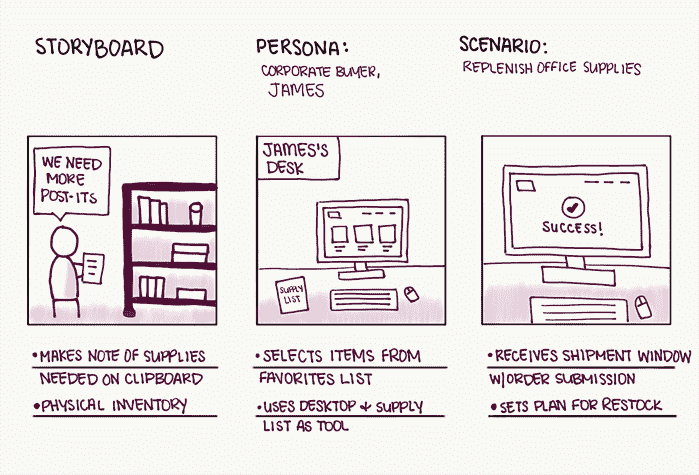 STORYBOARD
PERSONA:
CORPORATE BUYER,
JAMES
SCENARIO:
REPLENISH OFFICE SUPPLIES
WE NEED
MORE
POST-ITS
• MAKES NOTE OF SUPPLIES
NEEDED ON CLIPBOARD
• PHYSICAL INVENTORY
JAMES'S
DESK
SUPPLY
LIST
• SELECTS ITEMS FROM
FAVORITES LIST
• USES DESKTOP & SUPPLY
LIST AS TOOL
SUCCESS!
• RECEIVES SHIPMENT WINDOW
W/ORDER SUBMISSION
• SETS PLAN FOR RESTOCK